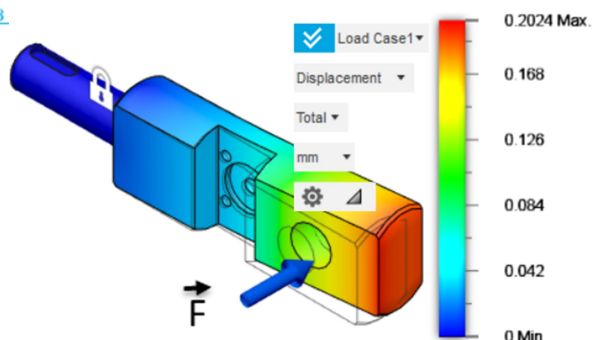 Load Case1
Displacement
Total
mm
0.2024 Max.
0.168
0.126
0.084
0.042
0 Min
F